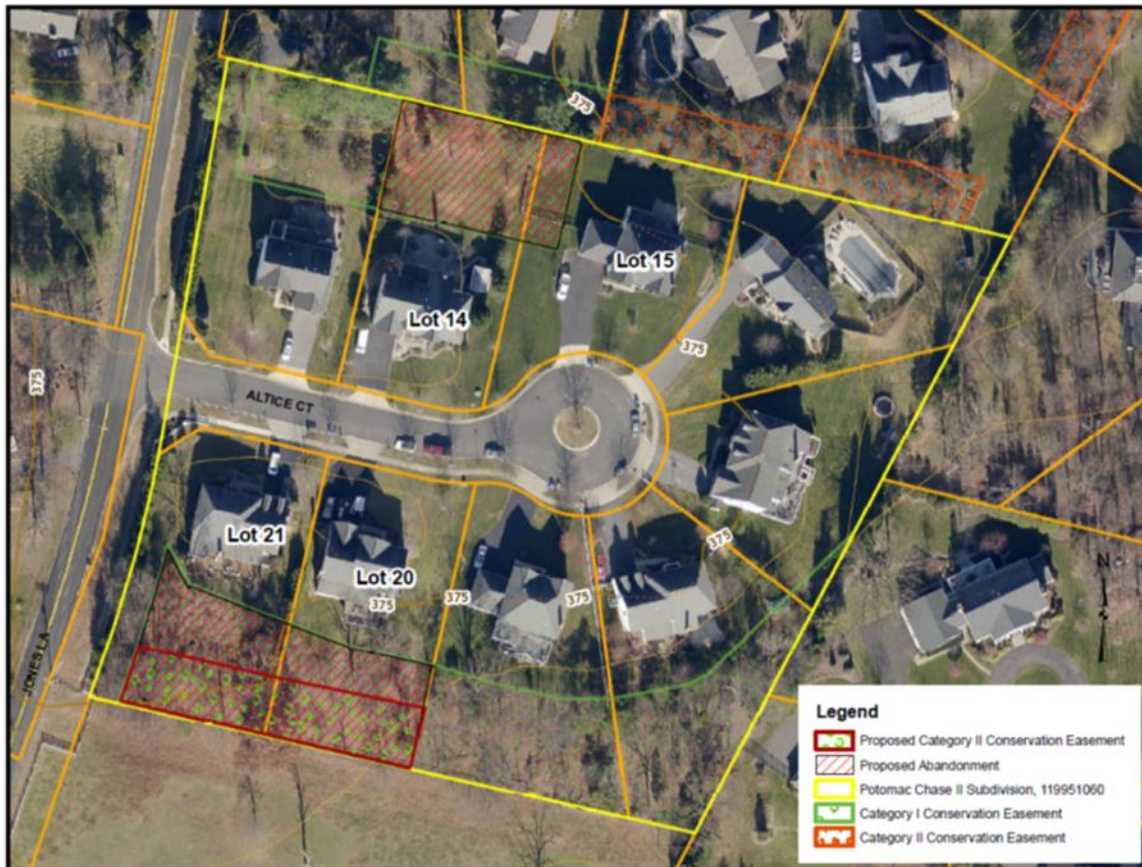 375
375
Lot 15
Lot 14
375
ALTICE CT
Lot 21
Lot 20
375
375
375
375
JONES LA
N
Legend
Proposed Category II Conservation Easement
Proposed Abandonment
Potomac Chase II Subdivision, 119951060
Category I Conservation Easement
Category II Conservation Easement